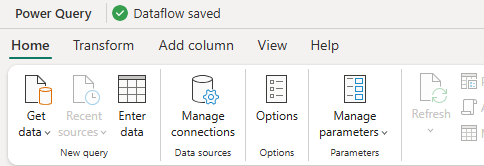 Power Query
Dataflow saved
Home
Transform
Add column
View
Help
Get
data
Recent
sources
Enter
data
New query
Manage
connections
Data sources
Options
Options
Manage
parameters
Parameters
Refresh